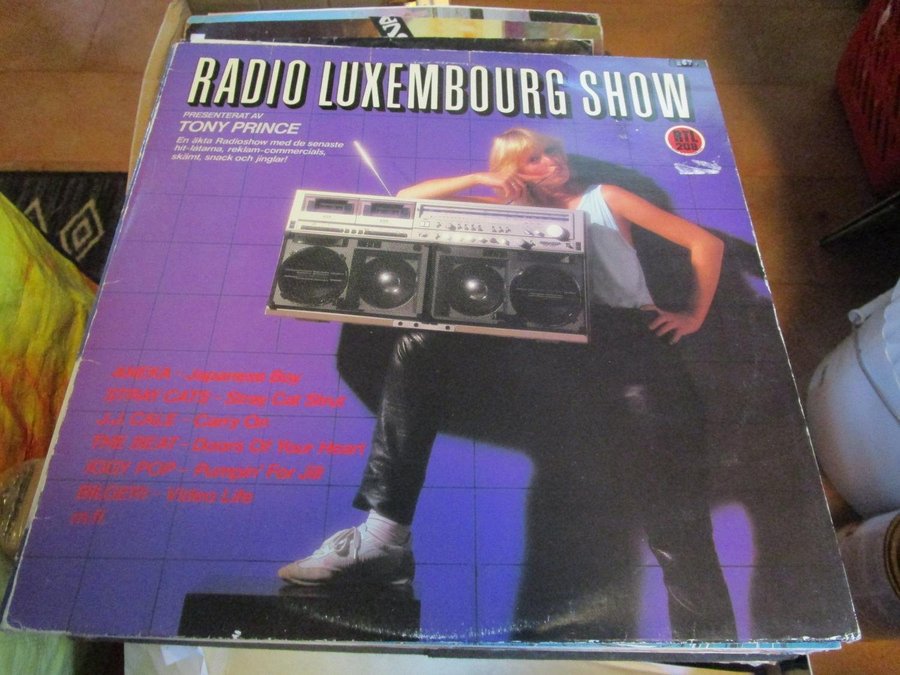 RADIO LUXEMBOURG SHOW
PRESENTERAT AV
TONY PRINCE
En äkta Radioshow med de senaste
hit-låtarna, reklam-commercials,
skämt, snack och jinglar!
RTL
208
ANEKA - Japanese Boy
STRAY CATS - Stray Cat Strut
J.J. CALE - Carry On
THE BEAT - Doors Of Your Heart
IGGY POP - Pumpin' For Jill
- Video Life
m.fl.